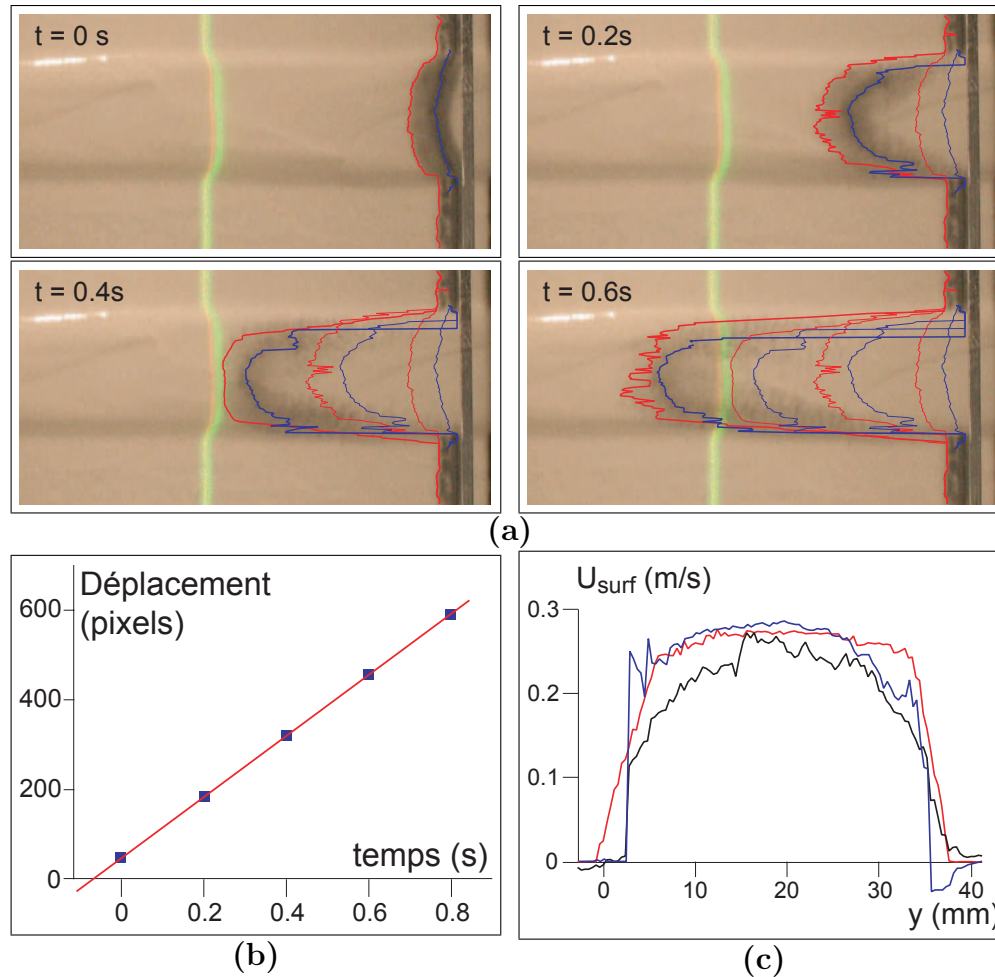 t = 0 s
t = 0.2s
t = 0.4s
t = 0.6s
(a)
Déplacement
(pixels)
600
400
200
0
temps (s)
0 0.2 0.4 0.6 0.8
(b)
Usurf (m/s)
0.3
0.2
0.1
0
0 10 20 30 40
y (mm)
(c)